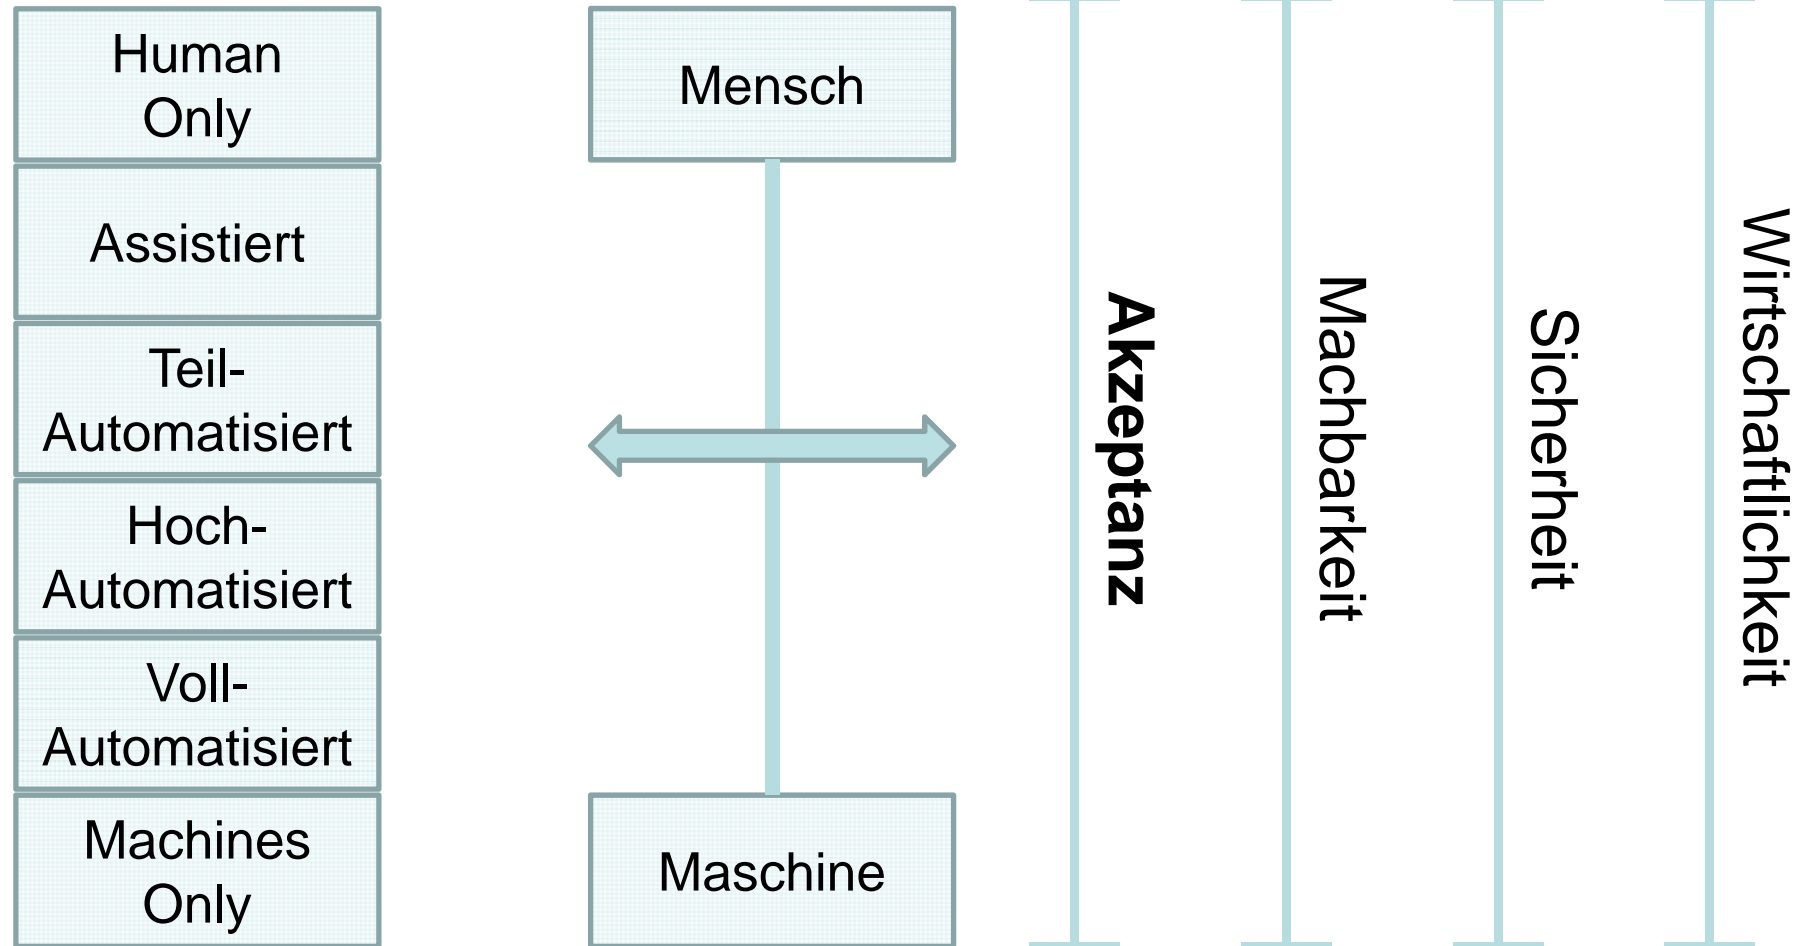 Human
Only
Assistiert
Teil-
Automatisiert
Hoch-
Automatisiert
Voll-
Automatisiert
Machines
Only
Mensch
Maschine
Akzeptanz
Machbarkeit
Sicherheit
Wirtschaftlichkeit